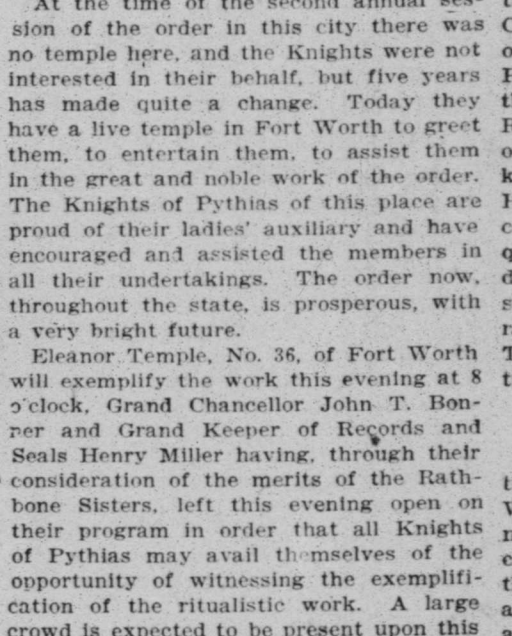 At the time of the second annual ses-
sion of the order in this city there was
no temple here, and the Knights were not
interested in their behalf, but five years
has made quite a change. Today they
have a live temple in Fort Worth to greet
them, to entertain them, to assist them
in the great and noble work of the order.
The Knights of Pythias of this place are
proud of their ladies' auxiliary and have
encouraged and assisted the members in
all their undertakings. The order now,
throughout the state, is prosperous, with
a very bright future.
Eleanor Temple, No. 36, of Fort Worth
will exemplify the work this evening at 8
o'clock, Grand Chancellor John T. Bon-
ner and Grand Keeper of Records and
Seals Henry Miller having, through their
consideration of the merits of the Rath-
bone Sisters, left this evening open on
their program in order that all Knights
of Pythias may avail themselves of the
opportunity of witnessing the exemplifi-
cation of the ritualistic work. A large
crowd is expected to be present upon this